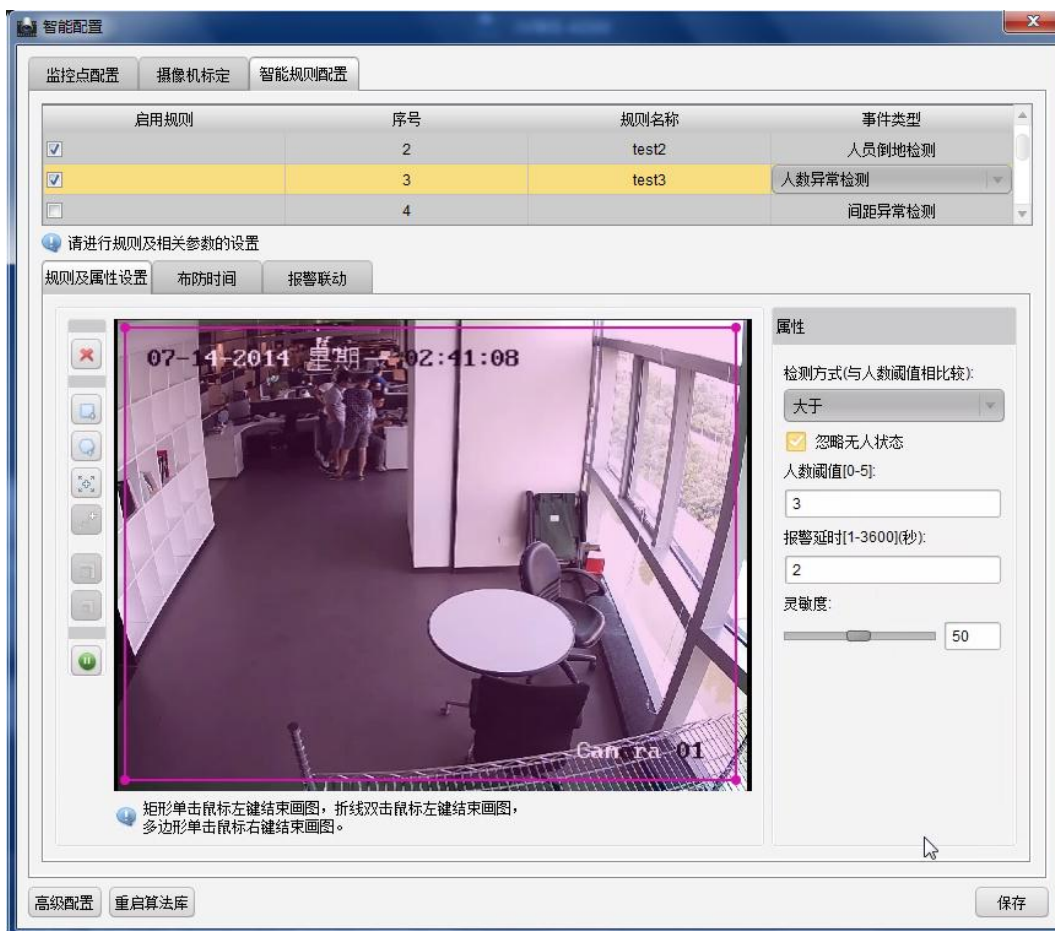 智能配置
监控点配置 摄像机标定 智能规则配置
启用规则 序号 规则名称 事件类型
2 test2 人员倒地检测
3 test3 人数异常检测
4 间距异常检测
请进行规则及相关参数的设置
规则及属性设置 布防时间 报警联动
07-14-2014 星期一 02:41:08
Camera 01
属性
检测方式(与人数阈值相比较):
大于
忽略无人状态
人数阈值[0-5]:
3
报警延时[1-3600](秒):
2
灵敏度:
50
矩形单击鼠标左键结束画图，折线双击鼠标左键结束画图，
多边形单击鼠标右键结束画图。
高级配置 重启算法库 保存